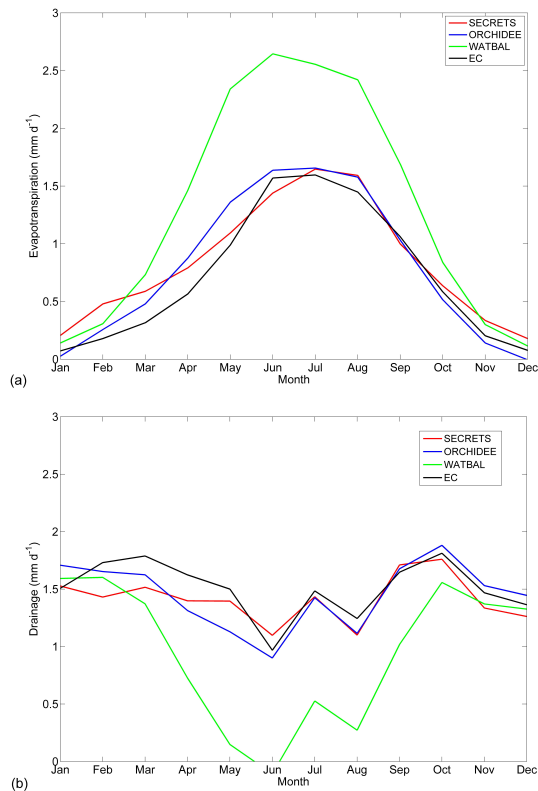 3
2.5
2
1.5
1
0.5
0
Evapotranspiration (mm d⁻¹)
SECRETS
ORCHIDEE
WATBAL
EC
Jan Feb Mar Apr May Jun Jul Aug Sep Oct Nov Dec
Month
(a)
3
2.5
2
1.5
1
0.5
0
Drainage (mm d⁻¹)
SECRETS
ORCHIDEE
WATBAL
EC
Jan Feb Mar Apr May Jun Jul Aug Sep Oct Nov Dec
Month
(b)